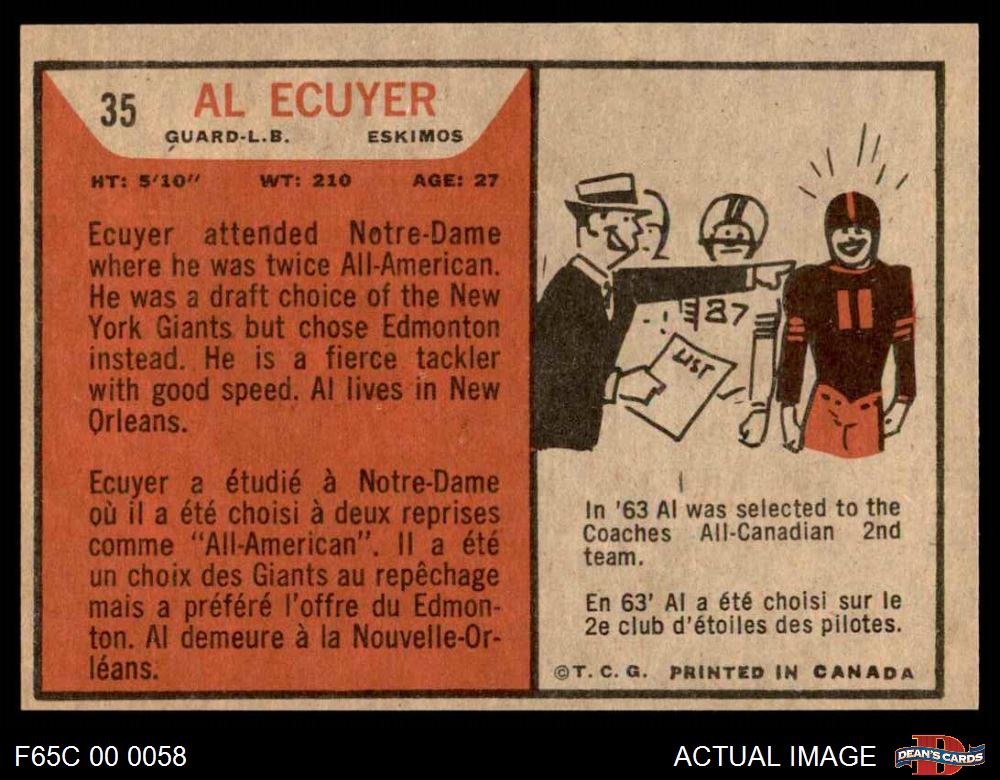 35
AL ECUYER
GUARD-L.B.
ESKIMOS
HT: 5'10" WT: 210 AGE: 27
Ecuyer attended Notre-Dame
where he was twice All-American.
He was a draft choice of the New
York Giants but chose Edmonton
instead. He is a fierce tackler
with good speed. Al lives in New
Orleans.
Ecuyer a étudié à Notre-Dame
où il a été choisi à deux reprises
comme "All-American". Il a été
un choix des Giants au repêchage
mais a préféré l'offre du Edmon-
ton. Al demeure à la Nouvelle-Or-
léans.
87
LIST
11
In '63 Al was selected to the
Coaches All-Canadian 2nd
team.
En 63' Al a été choisi sur le
2e club d'étoiles des pilotes.
©T. C. G. PRINTED IN CANADA
F65C 00 0058
ACTUAL IMAGE
DEAN'S CARDS